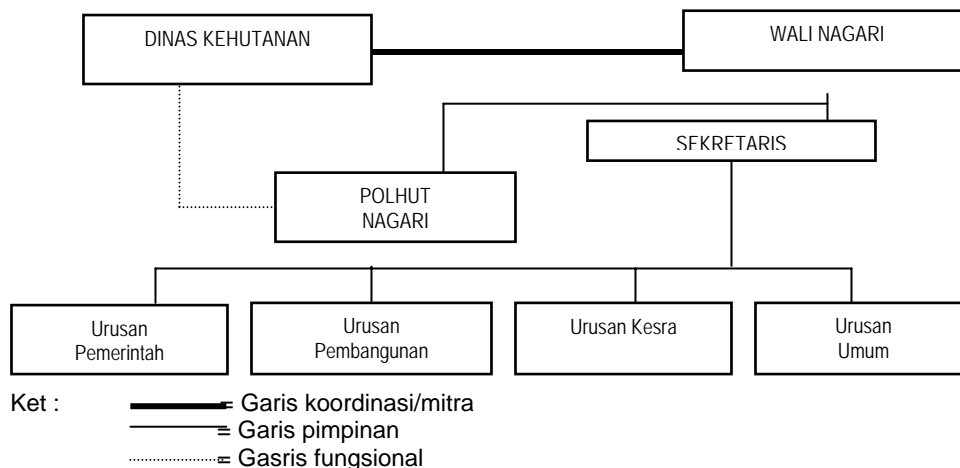 DINAS KEHUTANAN
WALI NAGARI
SEKRETARIS
POLHUT
NAGARI
Urusan
Pemerintah
Urusan
Pembangunan
Urusan Kesra
Urusan
Umum
Ket :
= Garis koordinasi/mitra
= Garis pimpinan
= Gasris fungsional